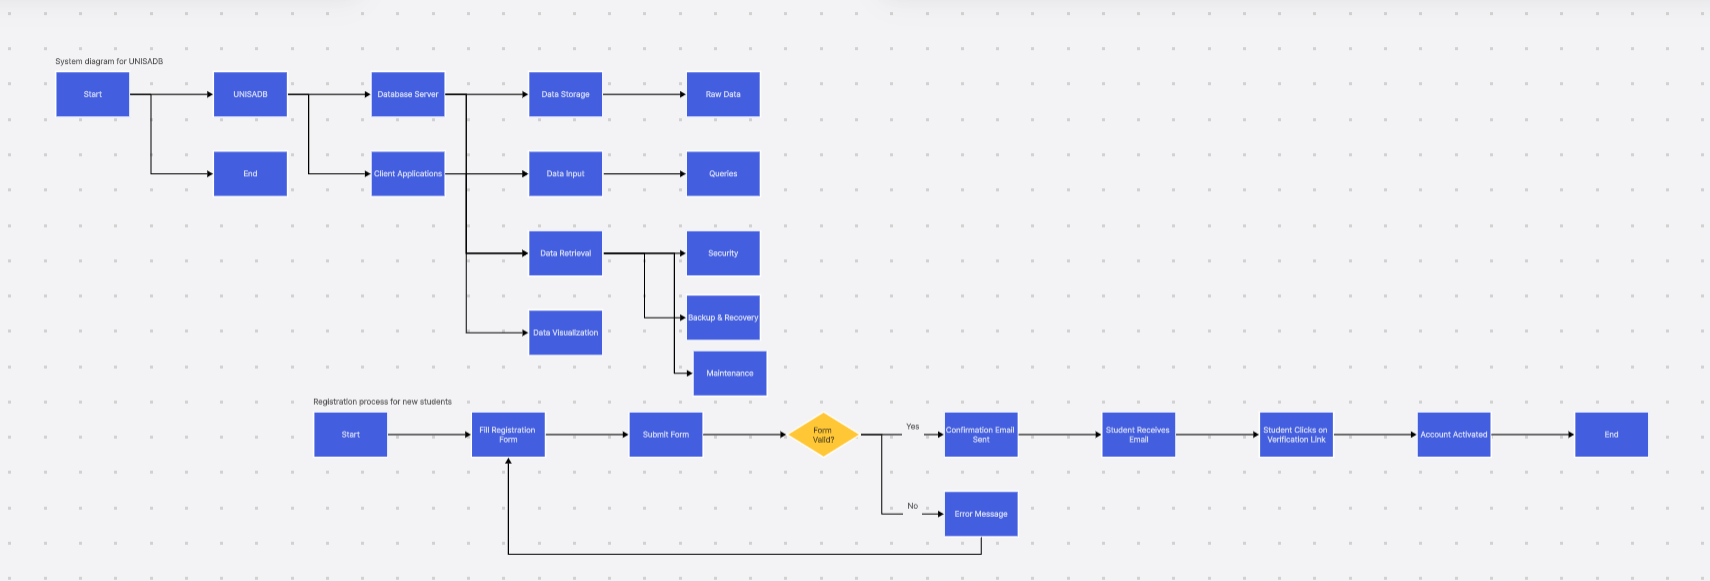 System diagram for UNISADB
Start
UNISADB
Database Server
Data Storage
Raw Data
End
Client Applications
Data Input
Queries
Data Retrieval
Security
Backup & Recovery
Data Visualization
Maintenance
Registration process for new students
Start
Fill Registration
Form
Submit Form
Form
Valid?
Yes
Confirmation Email
Sent
Student Receives
Email
Student Clicks on
Verification Link
Account Activated
End
No
Error Message